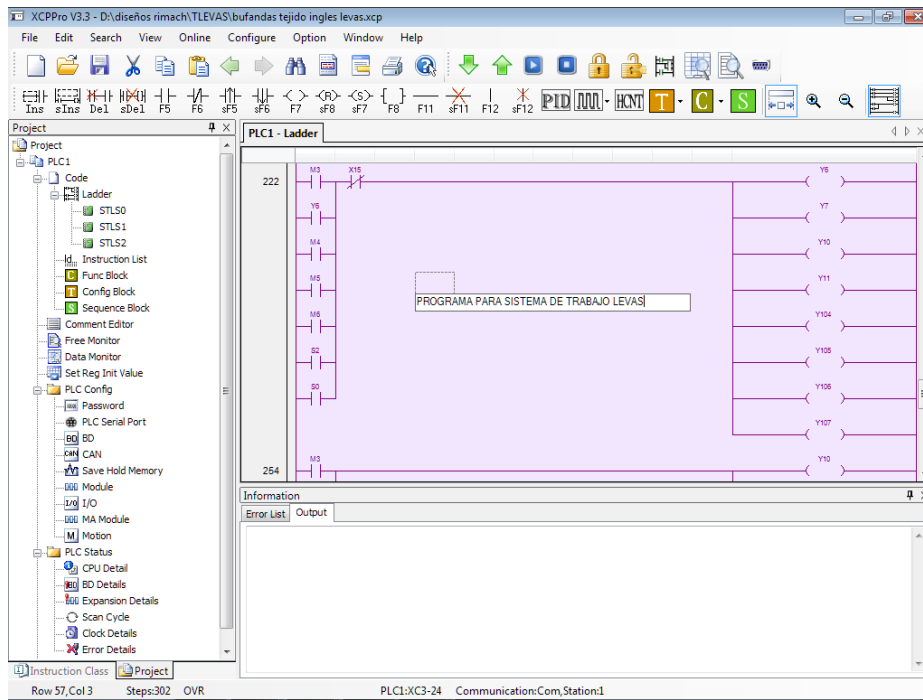 XCPPro V3.3 - D:\diseños rimach\TLEVAS\bufandas tejido ingles levas.xcp
File Edit Search View Online Configure Option Window Help
Ins sIns Del sDel F5 F6 sF5 sF6 F7 sF8 sF7 F8 F11 sF11 F12 sF12 PID HCNT T C S
Project
PLC1 - Ladder
Project
PLC1
Code
Ladder
STLS0
STLS1
STLS2
Instruction List
Func Block
Config Block
Sequence Block
Comment Editor
Free Monitor
Data Monitor
Set Reg Init Value
PLC Config
Password
PLC Serial Port
BD BD
CAN CAN
Save Hold Memory
Module
I/O I/O
MA Module
M Motion
PLC Status
CPU Detail
BD BD Details
Expansion Details
Scan Cycle
Clock Details
Error Details
Instruction Class Project
222 M3 X15 Y6
Y6 Y7
M4 Y10
M5 Y11
PROGRAMA PARA SISTEMA DE TRABAJO LEVAS
M6 Y104
S2 Y105
S0 Y106
Y107
254 M3 Y10
Information
Error List Output
Row 57,Col 3 Steps:302 OVR PLC1:XC3-24 Communication:Com,Station:1